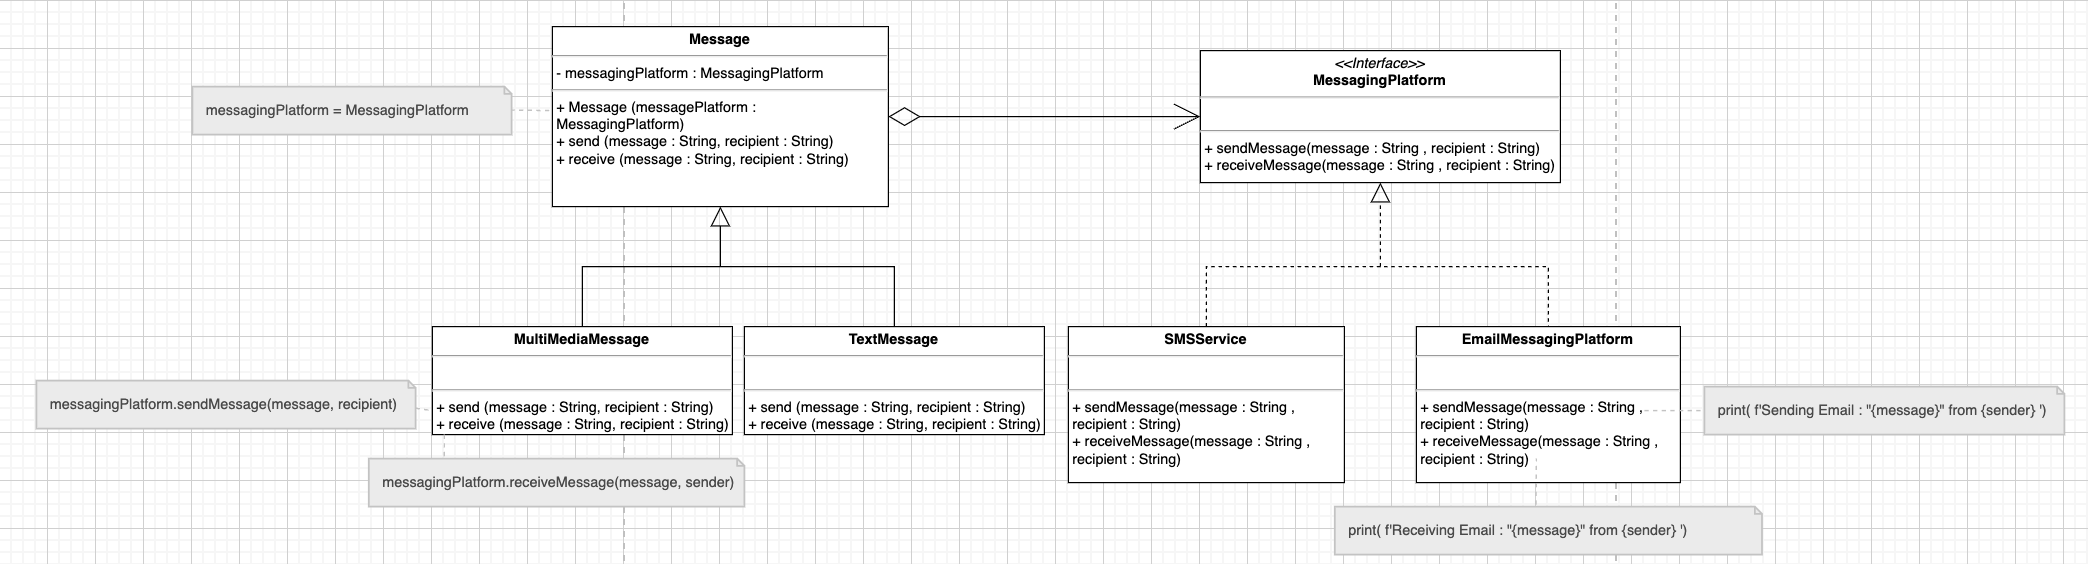 Message
- messagingPlatform : MessagingPlatform
+ Message (messagePlatform :
MessagingPlatform)
+ send (message : String, recipient : String)
+ receive (message : String, recipient : String)
messagingPlatform = MessagingPlatform
<<Interface>>
MessagingPlatform
+ sendMessage(message : String , recipient : String)
+ receiveMessage(message : String , recipient : String)
MultiMediaMessage
+ send (message : String, recipient : String)
+ receive (message : String, recipient : String)
TextMessage
+ send (message : String, recipient : String)
+ receive (message : String, recipient : String)
SMSService
+ sendMessage(message : String ,
recipient : String)
+ receiveMessage(message : String ,
recipient : String)
EmailMessagingPlatform
+ sendMessage(message : String ,
recipient : String)
+ receiveMessage(message : String ,
recipient : String)
messagingPlatform.sendMessage(message, recipient)
messagingPlatform.receiveMessage(message, sender)
print( f'Sending Email : "{message}" from {sender} ')
print( f'Receiving Email : "{message}" from {sender} ')